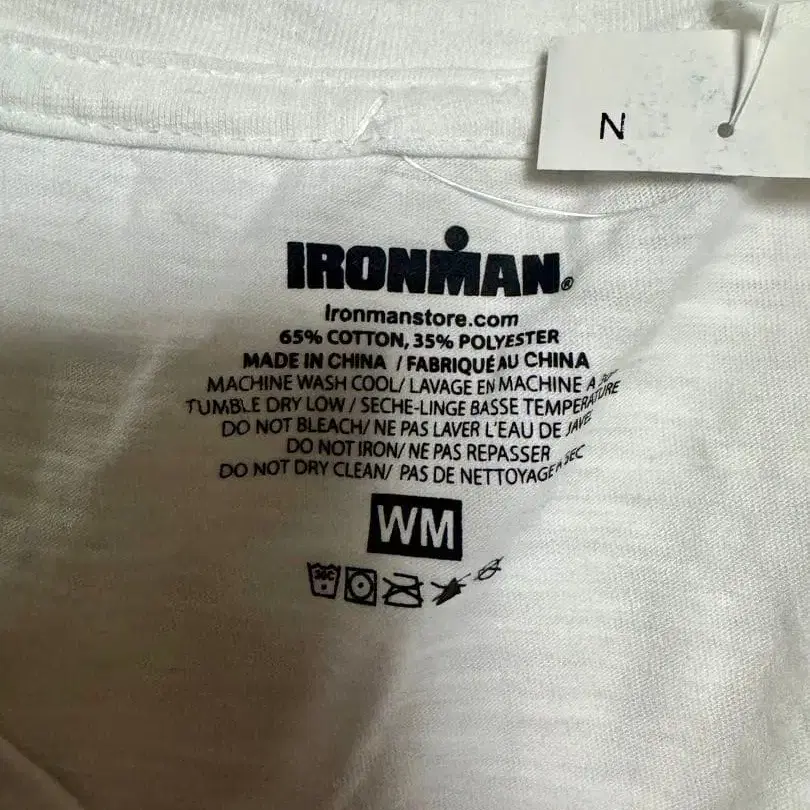 N
IRONMAN®
Ironmanstore.com
65% COTTON, 35% POLYESTER
MADE IN CHINA / FABRIQUÉ AU CHINA
MACHINE WASH COOL/ LAVAGE EN MACHINE A
TUMBLE DRY LOW / SECHE-LINGE BASSE TEMPERATURE
DO NOT BLEACH/ NE PAS LAVER L'EAU DE JAVEL
DO NOT IRON/ NE PAS REPASSER
DO NOT DRY CLEAN/ PAS DE NETTOYAGE A SEC
WM
30C